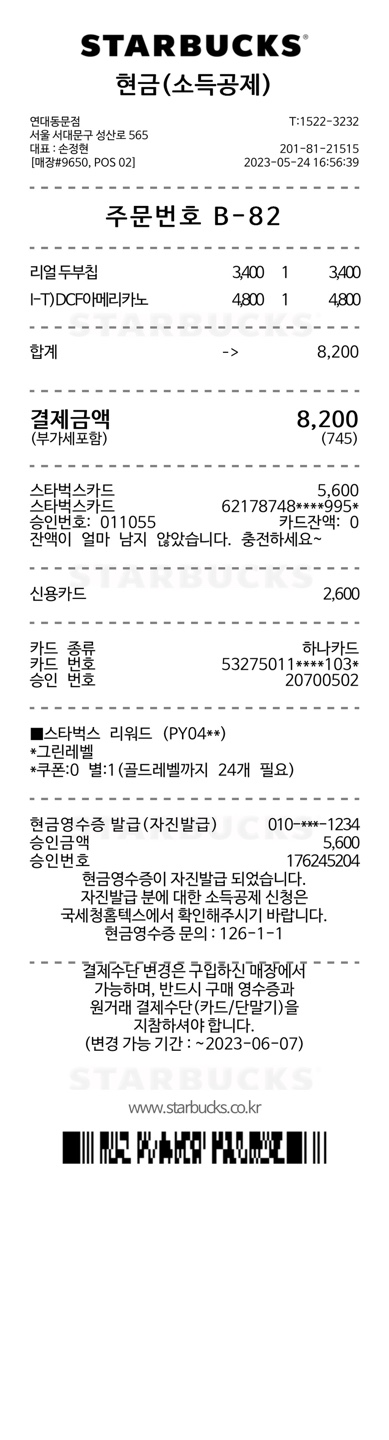 STARBUCKS®
현금(소득공제)
연대동문점 T:1522-3232
서울 서대문구 성산로 565
대표 : 손정현 201-81-21515
[매장#9650, POS 02] 2023-05-24 16:56:39
주문번호 B-82
리얼두부칩 3,400 1 3,400
I-T)DCF아메리카노 4,800 1 4,800
STARBUCKS
합계 -> 8,200
결제금액 8,200
(부가세포함) (745)
스타벅스카드 5,600
스타벅스카드 62178748****995*
승인번호: 011055 카드잔액: 0
잔액이 얼마 남지 않았습니다. 충전하세요~
STARBUCKS
신용카드 2,600
카드 종류 하나카드
카드 번호 53275011****103*
승인 번호 20700502
■스타벅스 리워드 (PY04**)
*그린레벨
*쿠폰:0 별:1(골드레벨까지 24개 필요)
STARBUCKS
현금영수증 발급(자진발급) 010-***-1234
승인금액 5,600
승인번호 176245204
현금영수증이 자진발급 되었습니다.
자진발급 분에 대한 소득공제 신청은
국세청홈텍스에서 확인해주시기 바랍니다.
현금영수증 문의 : 126-1-1
결제수단 변경은 구입하신 매장에서
가능하며, 반드시 구매 영수증과
원거래 결제수단(카드/단말기)을
지참하셔야 합니다.
(변경 가능 기간 : ~2023-06-07)
STARBUCKS
www.starbucks.co.kr